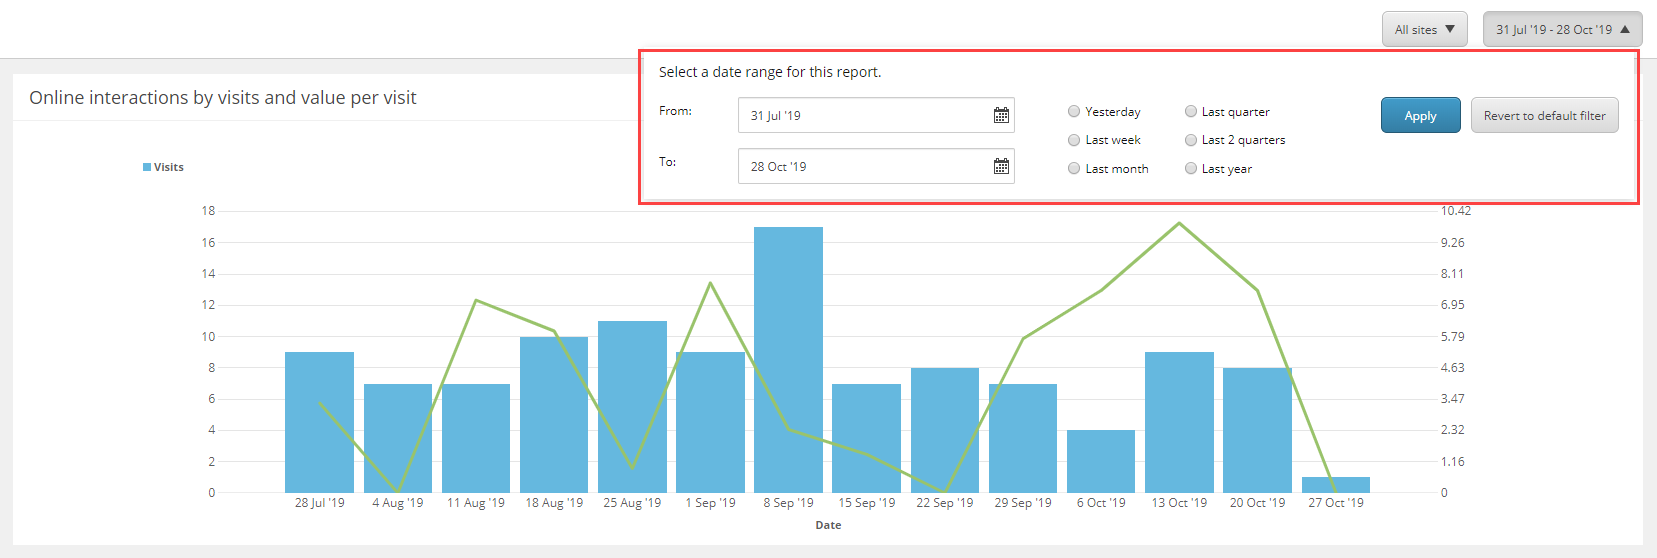 All sites 31 Jul '19 - 28 Oct '19
Select a date range for this report.
Online interactions by visits and value per visit
From: 31 Jul '19
Yesterday Last quarter
Apply Revert to default filter
Last week Last 2 quarters
To: 28 Oct '19
Last month Last year
Visits
18 10.42
16 9.26
14 8.11
12 6.95
10 5.79
8 4.63
6 3.47
4 2.32
2 1.16
0 0
28 Jul '19 4 Aug '19 11 Aug '19 18 Aug '19 25 Aug '19 1 Sep '19 8 Sep '19 15 Sep '19 22 Sep '19 29 Sep '19 6 Oct '19 13 Oct '19 20 Oct '19 27 Oct '19
Date